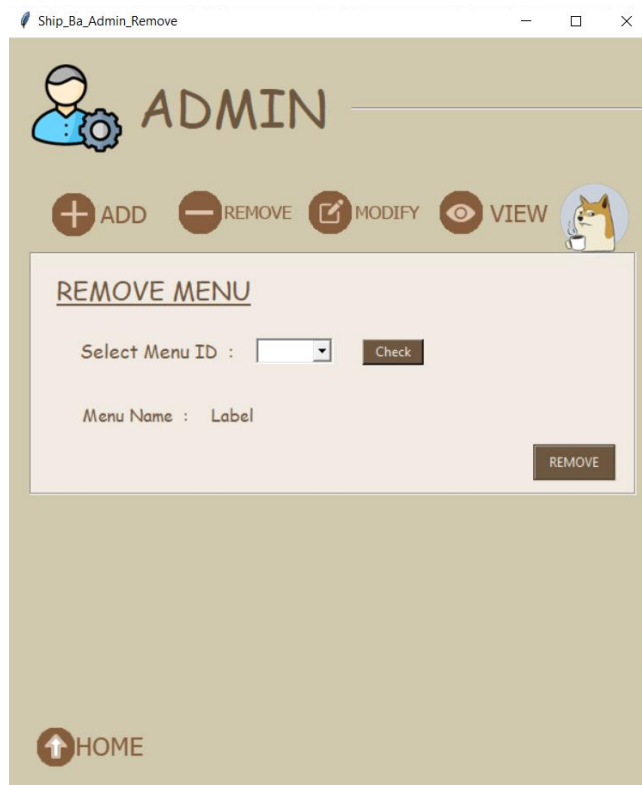 Ship_Ba_Admin_Remove
ADMIN
ADD REMOVE MODIFY VIEW
REMOVE MENU
Select Menu ID : Check
Menu Name : Label
REMOVE
HOME